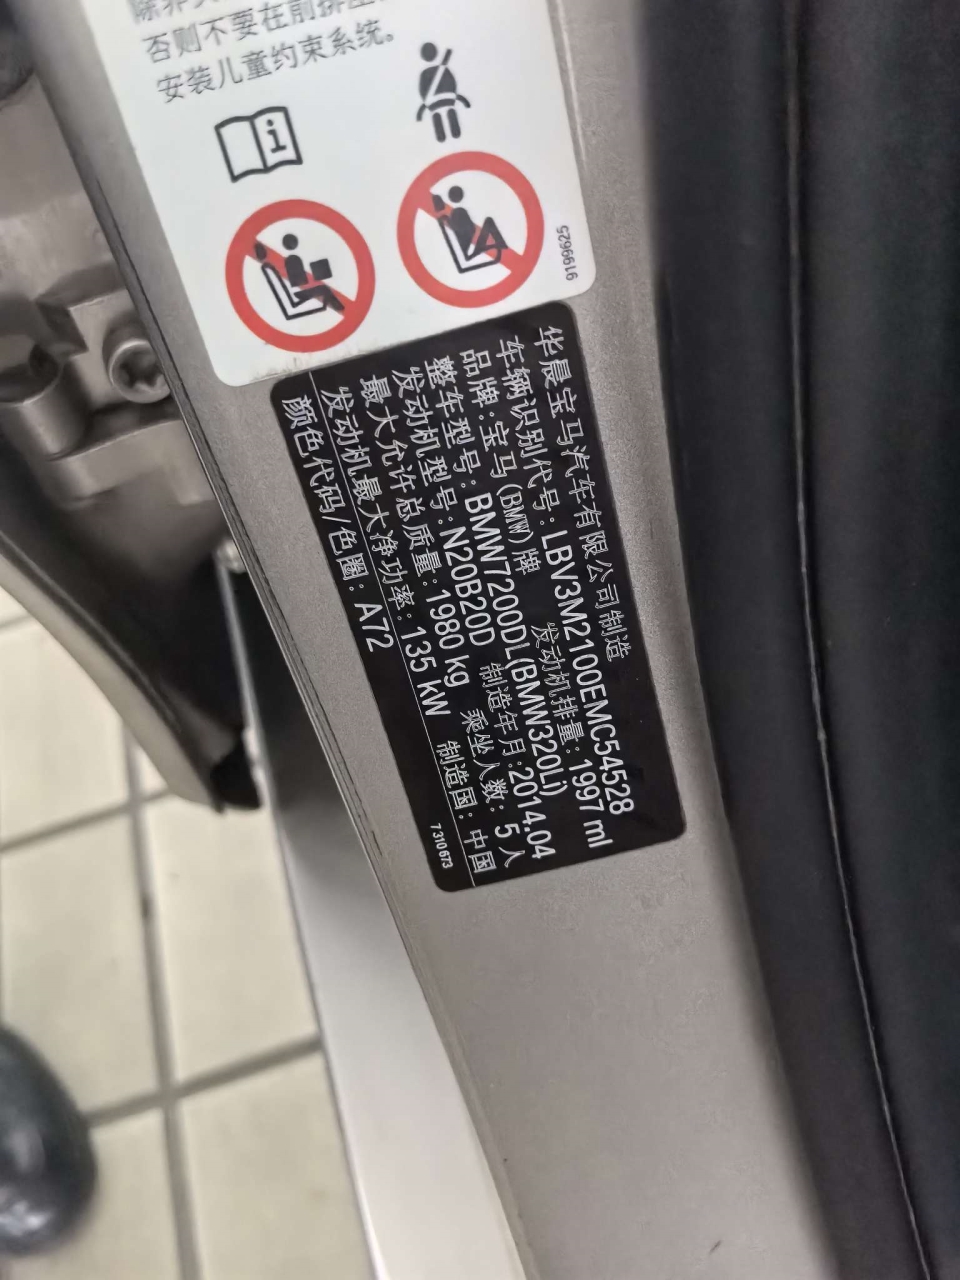 否则不要在前排座
安装儿童约束系统。
9199625
华晨宝马汽车有限公司制造
车辆识别代号: LBV3M2100EMC54528
品牌: 宝马(BMW)牌 发动机排量: 1997 ml
整车型号: BMW7200DL(BMW320Li)
发动机型号: N20B20D 制造年月: 2014.04
最大允许总质量: 1980 kg 乘坐人数: 5 人
发动机最大净功率: 135 kW 制造国: 中国
颜色代码/色圈: A72 7310673